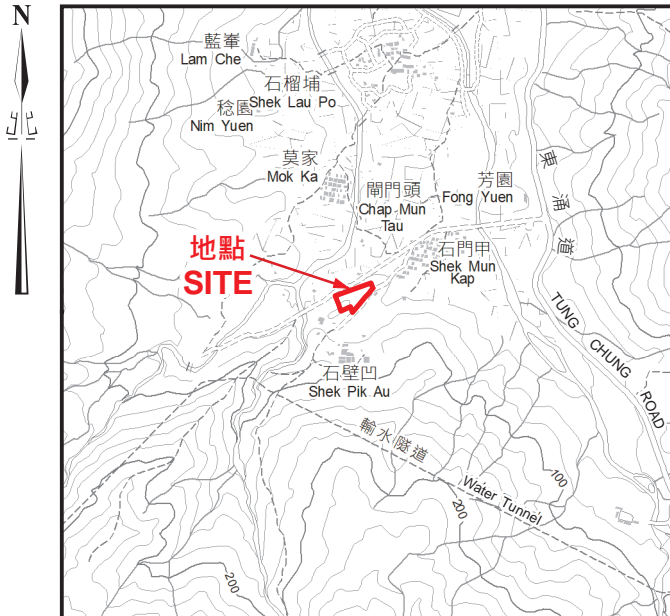 N
北
藍輋
Lam Che
石榴埔
Shek Lau Po
稔園
Nim Yuen
莫家
Mok Ka
閘門頭
Chap Mun
Tau
芳園
Fong Yuen
東涌道
石門甲
Shek Mun
Kap
地點
SITE
TUNG CHUNG ROAD
石壁凹
Shek Pik Au
輸水隧道
Water Tunnel
100
200
200